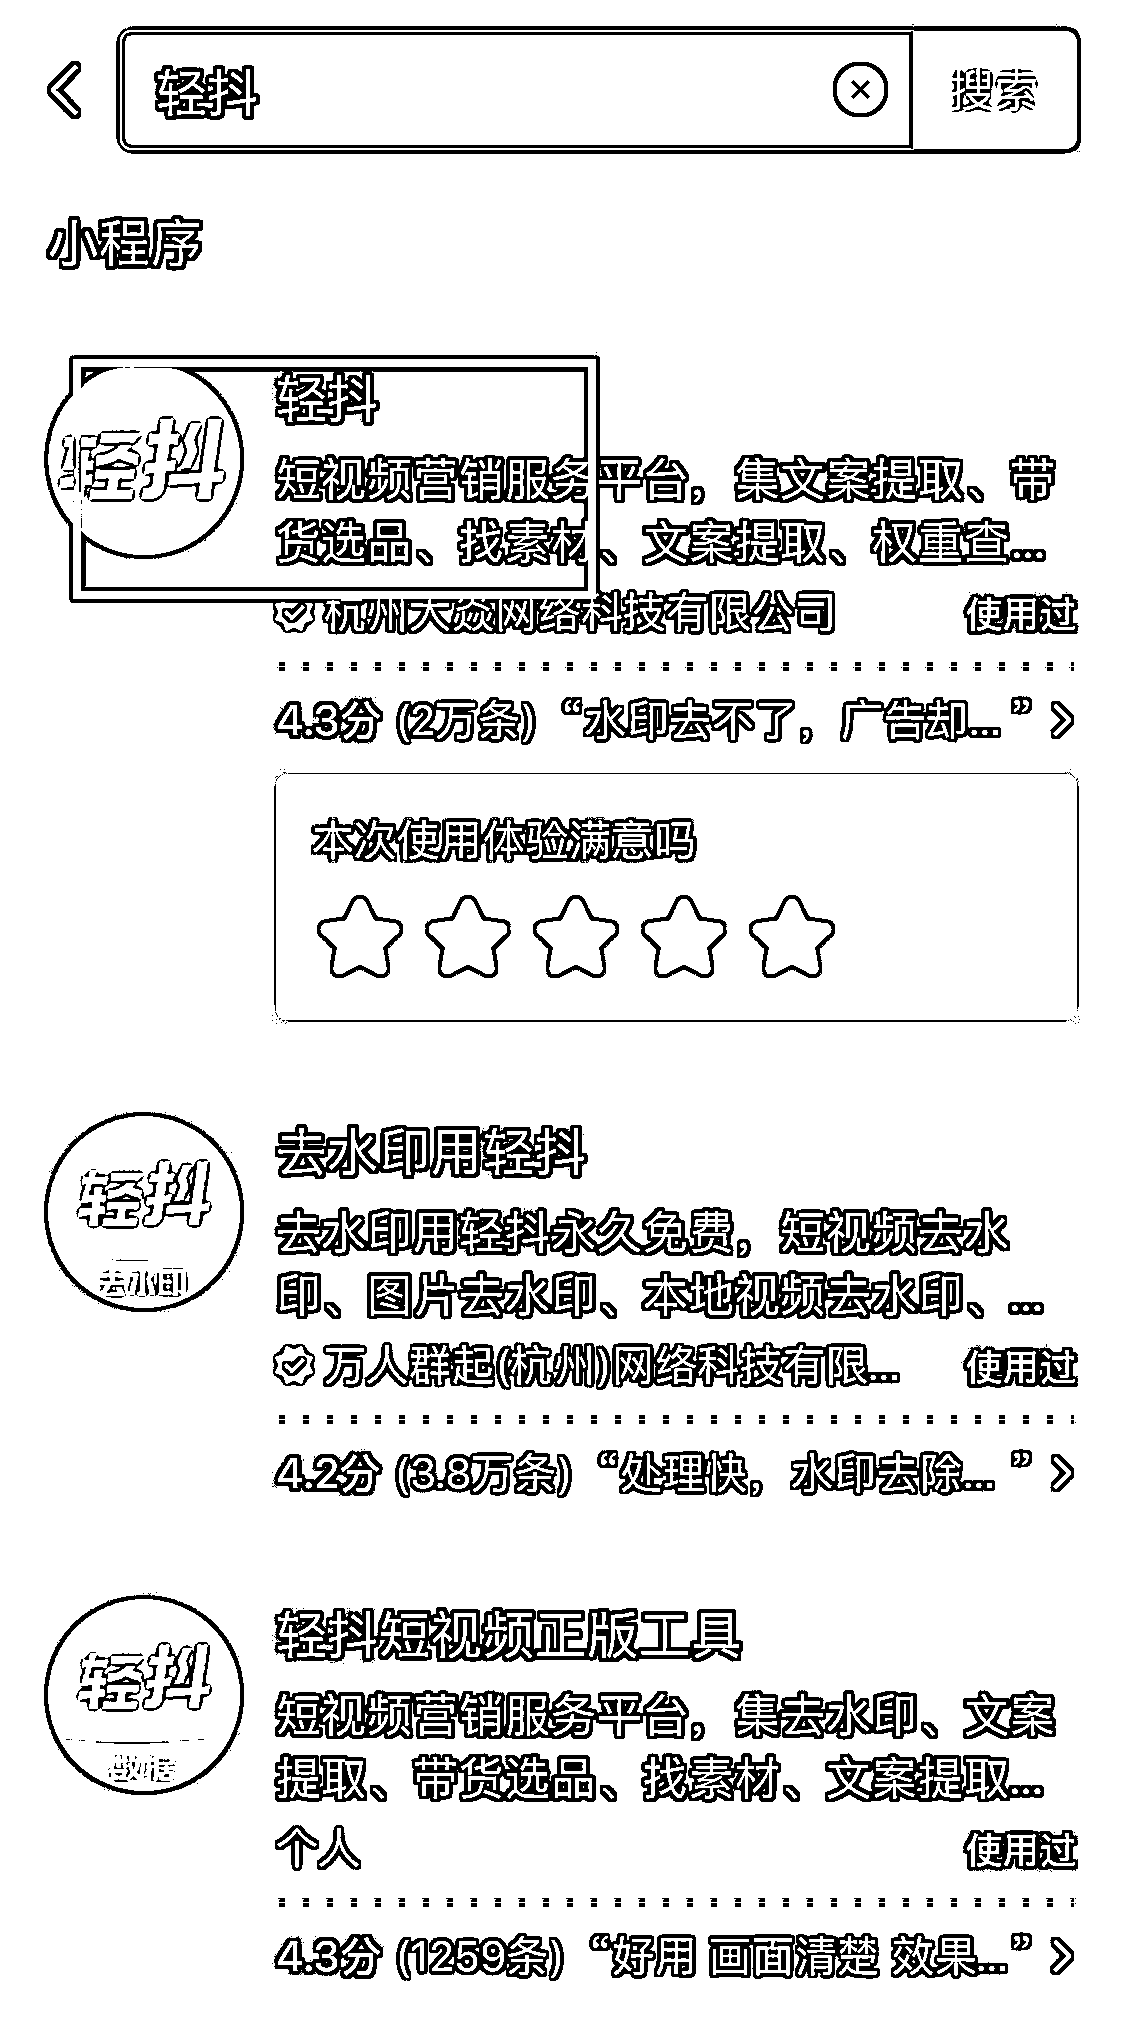 轻抖
搜索
小程序
轻抖
轻抖
短视频营销服务平台，集文案提取、带
货选品、找素材、文案提取、权重查...
杭州大焱网络科技有限公司
使用过
4.3分 (2万条) “水印去不了，广告却...”
本次使用体验满意吗
轻抖
去水印
去水印用轻抖
去水印用轻抖永久免费，短视频去水
印、图片去水印、本地视频去水印、...
万人群起(杭州)网络科技有限...
使用过
4.2分 (3.8万条) “处理快，水印去除...”
轻抖
数据
轻抖短视频正版工具
短视频营销服务平台，集去水印、文案
提取、带货选品、找素材、文案提取...
个人
使用过
4.3分 (1259条) “好用 画面清楚 效果...”